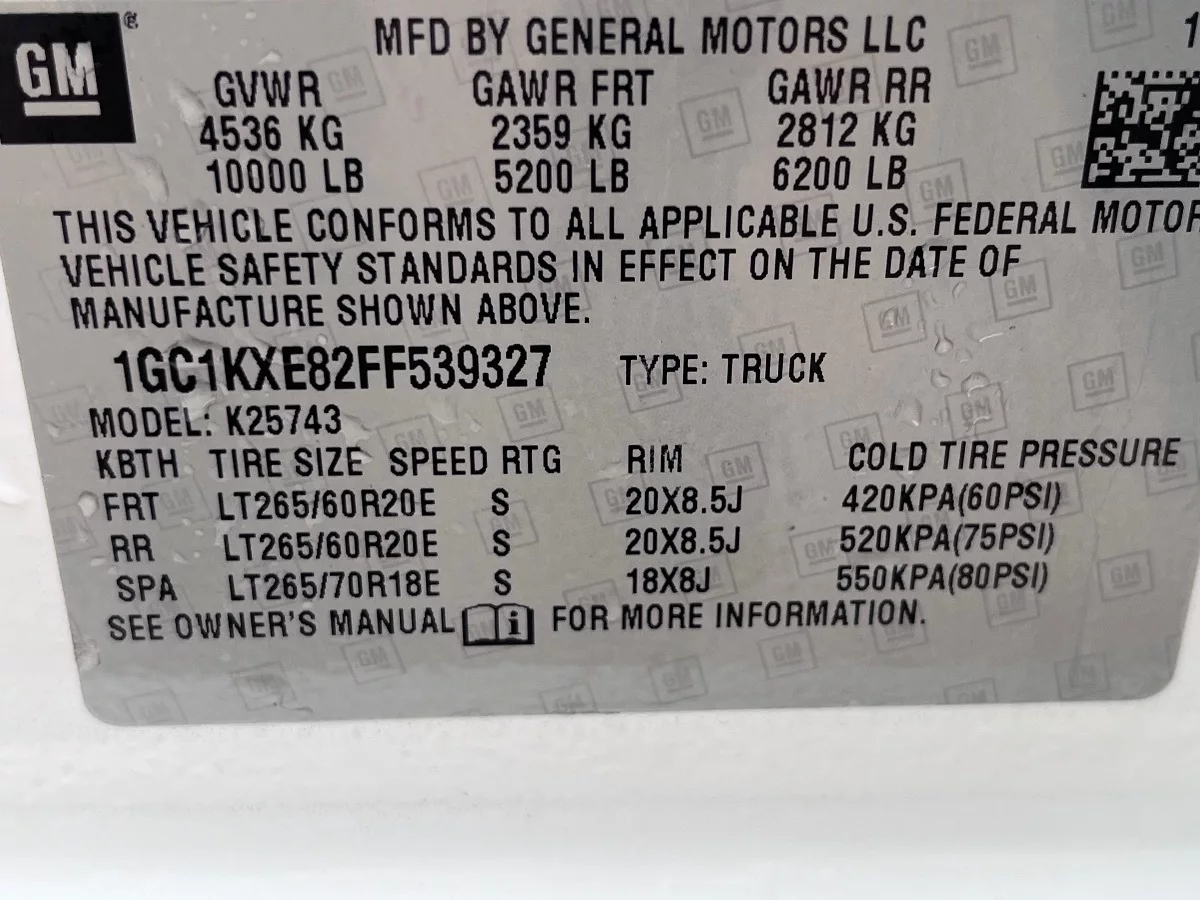 GM
MFD BY GENERAL MOTORS LLC
GVWR GAWR FRT GAWR RR
4536 KG 2359 KG 2812 KG
10000 LB 5200 LB 6200 LB
THIS VEHICLE CONFORMS TO ALL APPLICABLE U.S. FEDERAL MOTOR
VEHICLE SAFETY STANDARDS IN EFFECT ON THE DATE OF
MANUFACTURE SHOWN ABOVE.
1GC1KXE82FF539327 TYPE: TRUCK
MODEL: K25743
KBTH TIRE SIZE SPEED RTG RIM COLD TIRE PRESSURE
FRT LT265/60R20E S 20X8.5J 420KPA(60PSI)
RR LT265/60R20E S 20X8.5J 520KPA(75PSI)
SPA LT265/70R18E S 18X8J 550KPA(80PSI)
SEE OWNER'S MANUAL FOR MORE INFORMATION.